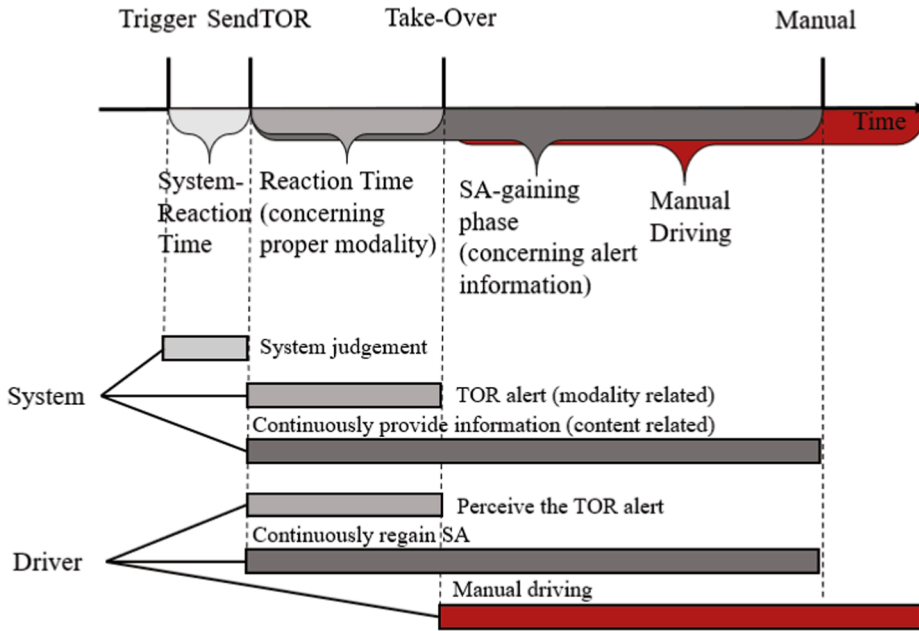 Trigger SendTOR Take-Over Manual
Time
System-
Reaction
Time
Reaction Time
(concerning
proper modality)
SA-gaining
phase
(concerning alert
information)
Manual
Driving
System judgement
System
TOR alert (modality related)
Continuously provide information (content related)
Perceive the TOR alert
Continuously regain SA
Driver
Manual driving